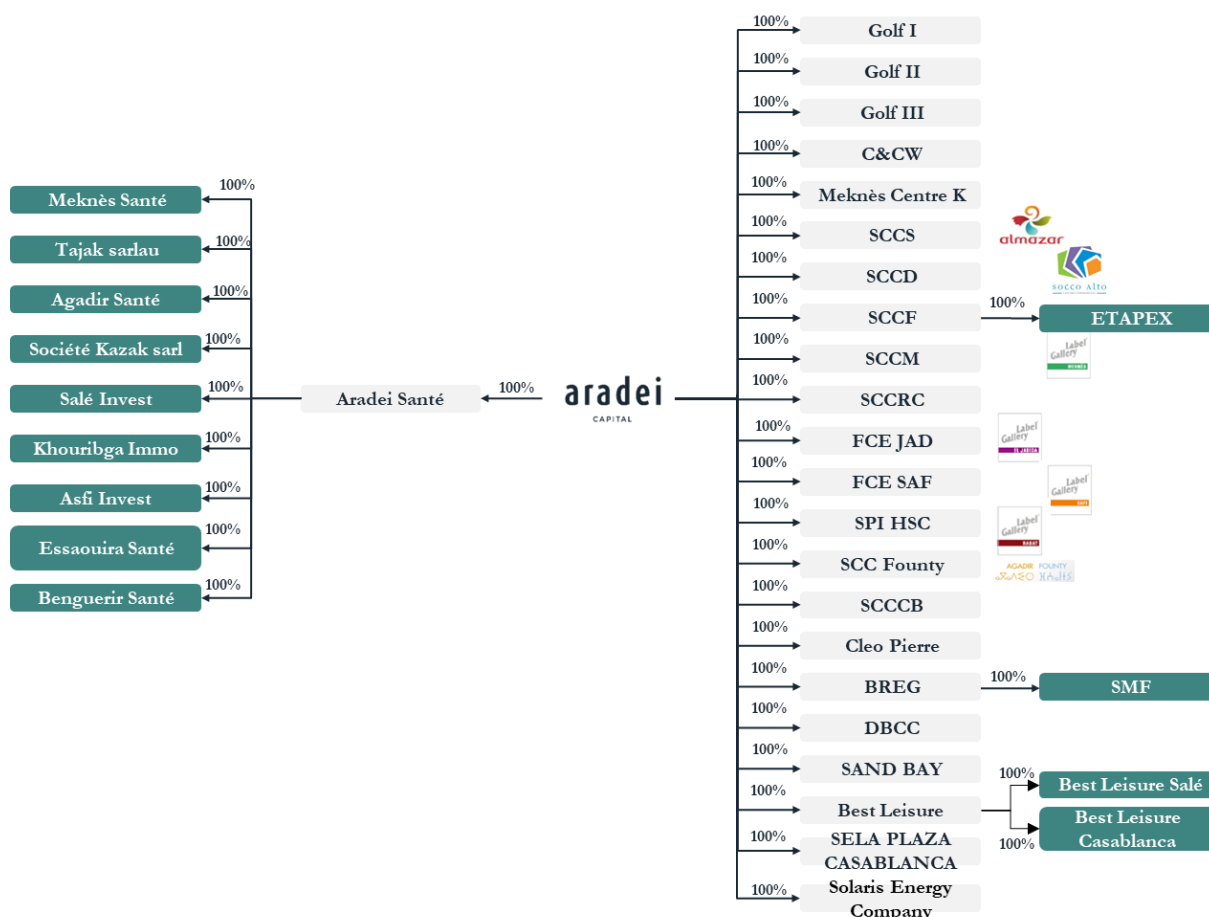 100%
Golf I
100%
Golf II
100%
Golf III
100%
C&CW
100%
Meknès Centre K
100%
SCCS
almazar
100%
SCCD
socco alto
100%
SCCF
100%
ETAPEX
100%
SCCM
Label
Gallery
100%
SCCRC
100%
FCE JAD
Label
Gallery
EL JADIDA
100%
FCE SAF
Label
Gallery
SAFI
100%
SPI HSC
Label
Gallery
RABAT
100%
SCC Founty
AGADIR FOUNTY
100%
SCCCB
100%
Cleo Pierre
100%
BREG
100%
SMF
100%
DBCC
100%
SAND BAY
100%
Best Leisure
100%
Best Leisure Salé
100%
Best Leisure
Casablanca
100%
SELA PLAZA
CASABLANCA
100%
Solaris Energy
Company
aradei
CAPITAL
100%
Aradei Santé
100%
Meknès Santé
100%
Tajak sarlau
100%
Agadir Santé
100%
Société Kazak sarl
100%
Salé Invest
100%
Khouribga Immo
100%
Asfi Invest
100%
Essaouira Santé
100%
Benguerir Santé